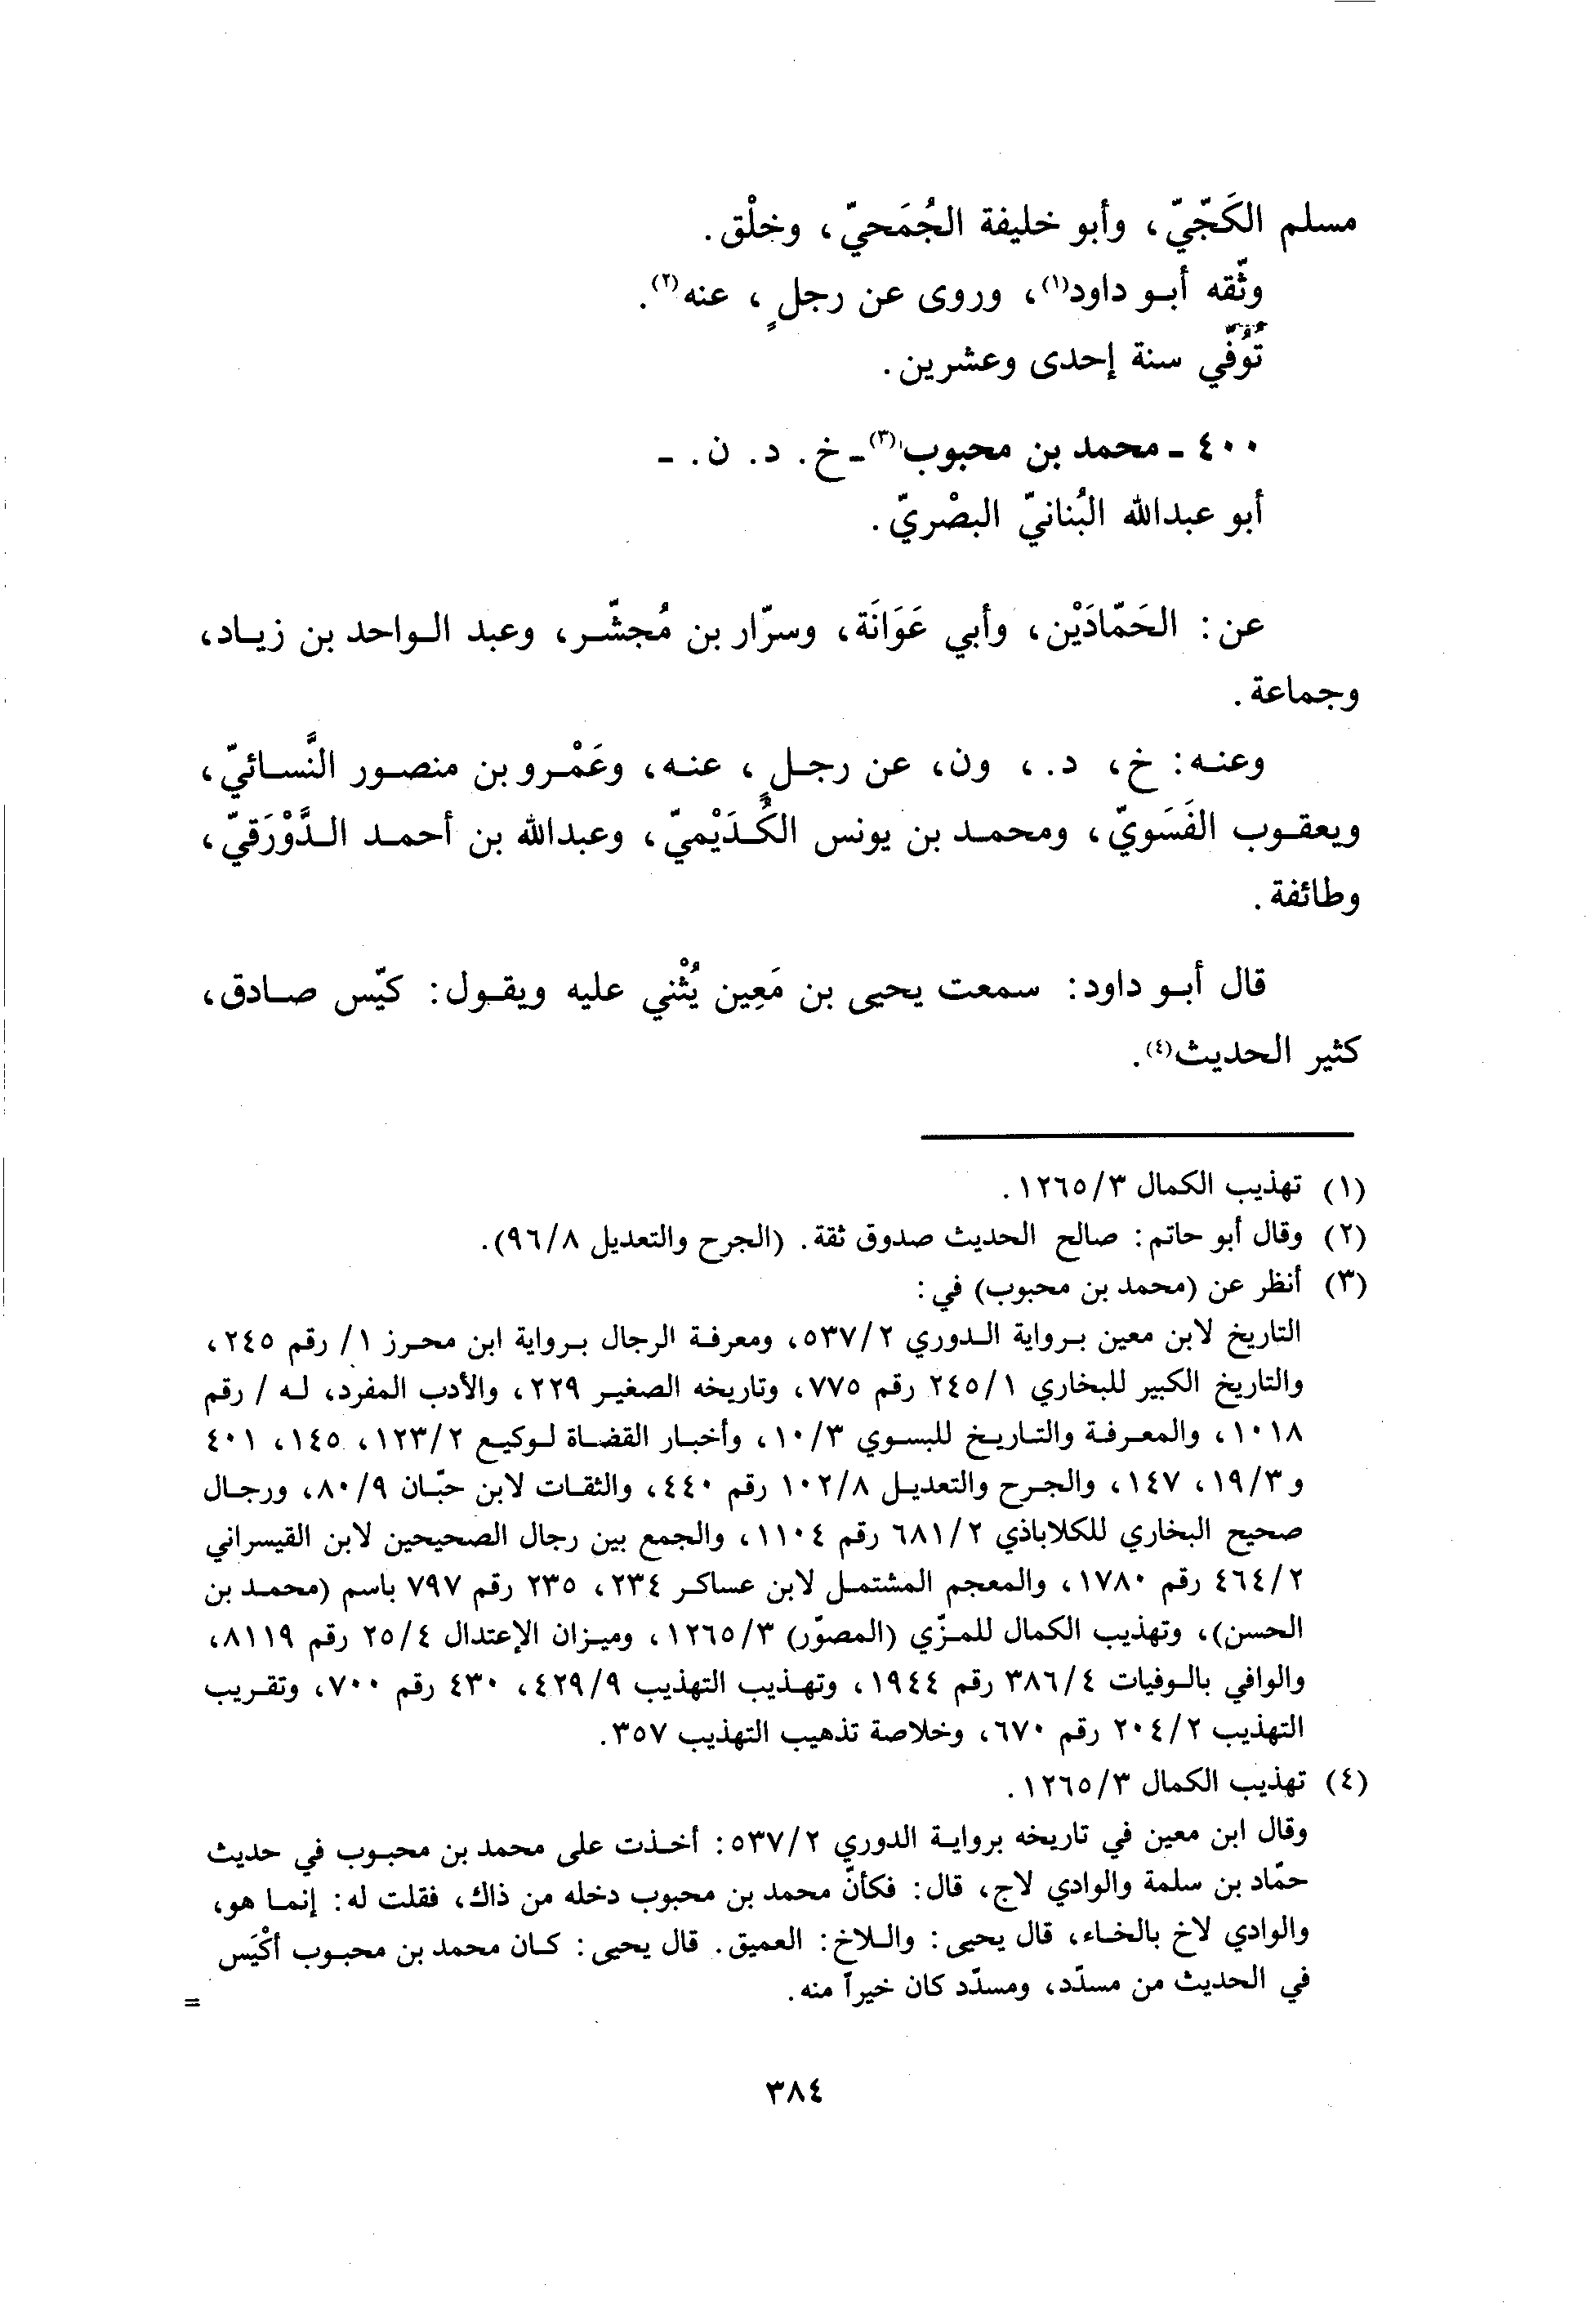 مسلم الكَجّيّ، وأبو خليفة الجُمَحيّ، وخلْق.
وثّقه أبو داود(١)، وروى عن رجلٍ، عنه(٢).
تُوُفّي سنة إحدى وعشرين.
٤٠٠ ـ محمد بن محبوب(٣) ـ خ. د. ن. ـ
أبو عبدالله البُنانيّ البصْريّ.
عن: الحَمّادَيْن، وأبي عَوَانَة، وسرّار بن مُجشّر، وعبد الواحد بن زياد،
وجماعة.
وعنه: خ، د.، ون، عن رجلٍ، عنه، وعَمْرو بن منصور النَّسائيّ،
ويعقوب الفَسَويّ، ومحمد بن يونس الكُدَيْميّ، وعبدالله بن أحمد الدَّوْرَقيّ،
وطائفة.
قال أبو داود: سمعت يحيى بن مَعِين يُثْني عليه ويقول: كيّس صادق،
كثير الحديث(٤).
(١) تهذيب الكمال ١٢٦٥/٣.
(٢) وقال أبو حاتم: صالح الحديث صدوق ثقة. (الجرح والتعديل ٩٦/٨).
(٣) أنظر عن (محمد بن محبوب) في:
التاريخ لابن معين برواية الدوري ٥٣٧/٢، ومعرفة الرجال برواية ابن محرز ١/ رقم ٢٤٥،
والتاريخ الكبير للبخاري ٢٤٥/١ رقم ٧٧٥، وتاريخه الصغير ٢٢٩، والأدب المفرد، له / رقم
١٠١٨، والمعرفة والتاريخ للبسوي ١٠/٣، وأخبار القضاة لوكيع ١٢٣/٢، ١٤٥، ٤٠١
و ١٩/٣، ١٤٧، والجرح والتعديل ١٠٢/٨ رقم ٤٤٠، والثقات لابن حبّان ٨٠/٩، ورجال
صحيح البخاري للكلاباذي ٦٨١/٢ رقم ١١٠٤، والجمع بين رجال الصحيحين لابن القيسراني
٤٦٤/٢ رقم ١٧٨٠، والمعجم المشتمل لابن عساكر ٢٣٤، ٢٣٥ رقم ٧٩٧ باسم (محمد بن
الحسن)، وتهذيب الكمال للمزّي (المصوّر) ١٢٦٥/٣، وميزان الإعتدال ٢٥/٤ رقم ٨١١٩،
والوافي بالوفيات ٣٨٦/٤ رقم ١٩٤٤، وتهذيب التهذيب ٤٢٩/٩، ٤٣٠ رقم ٧٠٠، وتقريب
التهذيب ٢٠٤/٢ رقم ٦٧٠، وخلاصة تذهيب التهذيب ٣٥٧.
(٤) تهذيب الكمال ١٢٦٥/٣.
وقال ابن معين في تاريخه برواية الدوري ٥٣٧/٢: أخذت على محمد بن محبوب في حديث
حمّاد بن سلمة والوادي لاج، قال: فكأنّ محمد بن محبوب دخله من ذاك، فقلت له: إنما هو،
والوادي لاخ بالخاء، قال يحيى: واللاخ: العميق. قال يحيى: كان محمد بن محبوب أكْيَس
في الحديث من مسدّد، ومسدّد كان خيراً منه.
=
٣٨٤